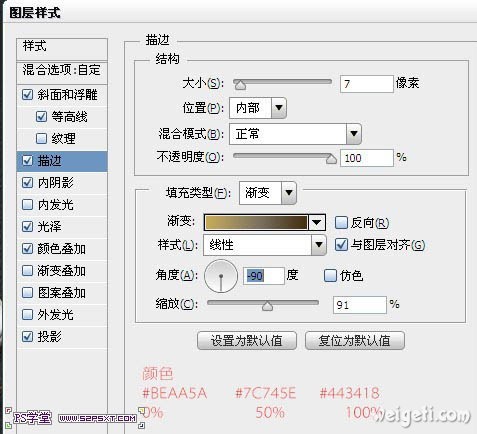 图层样式
样式
混合选项:自定
斜面和浮雕
等高线
纹理
描边
内阴影
内发光
光泽
颜色叠加
渐变叠加
图案叠加
外发光
投影
描边
结构
大小(S): 7 像素
位置(P): 内部
混合模式(B): 正常
不透明度(O): 100 %
填充类型(F): 渐变
渐变: 反向(R)
样式(L): 线性 与图层对齐(G)
角度(A): -90 度 仿色
缩放(C): 91 %
设置为默认值 复位为默认值
颜色
#BEAA5A #7C745E #443418
0% 50% 100%
PS学堂 www.52psxt.com
weigeti.com